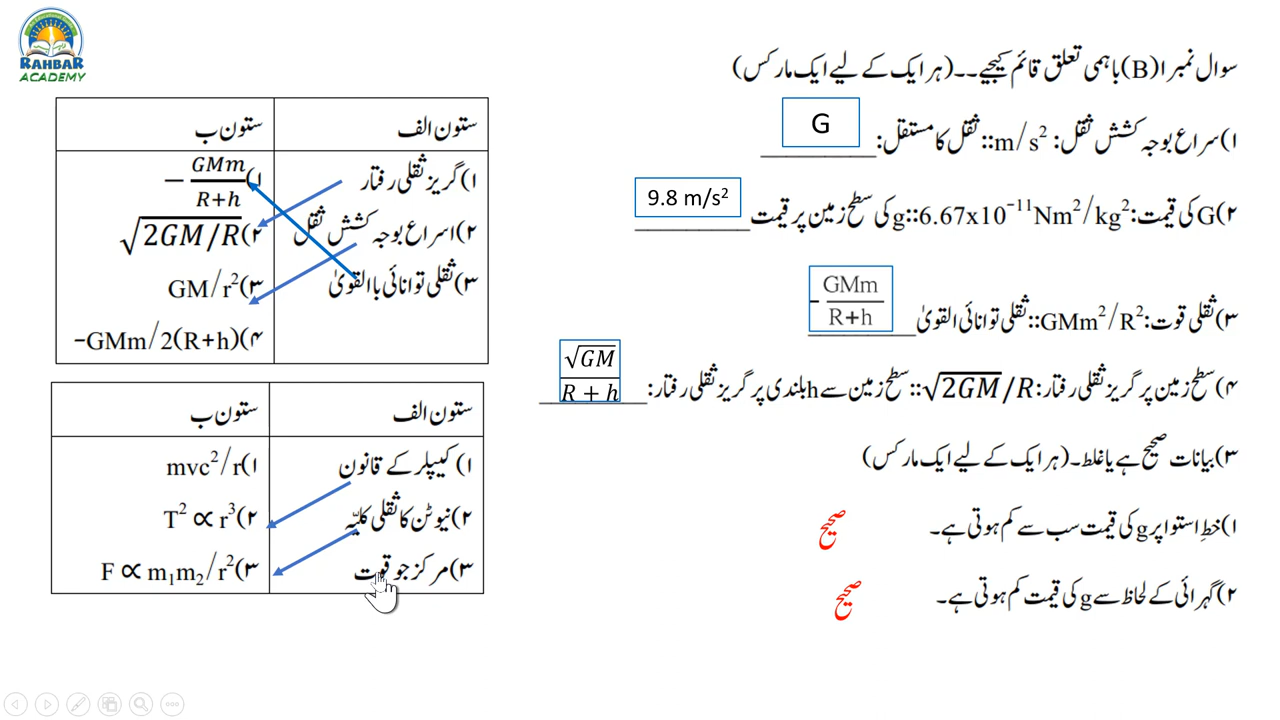 RAHBAR
ACADEMY
سوال نمبر ۱(B) باہمی تعلق قائم کیجیے۔۔(ہر ایک کے لیے ایک مارکس)
۱) سراع بوجہ کشش ثقل: m/s²:: ثقل کا مستقل: G
۲) G کی قیمت: 6.67x10⁻¹¹Nm²/kg²::g کی سطح زمین پر قیمت 9.8 m/s²
۳) ثقلی قوت: GMm²/R²:: ثقلی توانائی القویٰ - GMm/R+h
۴) سطح زمین پر گریز ثقلی رفتار: √2GM/R:: سطح زمین سے h بلندی پر گریز ثقلی رفتار: √GM/R + h
۳) بیانات صحیح ہے یا غلط۔ (ہر ایک کے لیے ایک مارکس)
۱) خطِ استوا پر g کی قیمت سب سے کم ہوتی ہے۔ صحیح
۲) گہرائی کے لحاظ سے g کی قیمت کم ہوتی ہے۔ صحیح
ستون الف ستون ب
۱) گریز ثقلی رفتار ۱) − GMm/R+h
۲) اسراع بوجہ کشش ثقل ۲) √2GM/R
۳) ثقلی توانائی باالقویٰ ۳) GM/r²
۴) -GMm/2(R+h)
ستون الف ستون ب
۱) کیپلر کے قانون ۱) mvc²/r
۲) نیوٹن کا ثقلی کلیّہ ۲) T² ∝ r³
۳) مرکز جو قوت ۳) F ∝ m₁m₂/r²